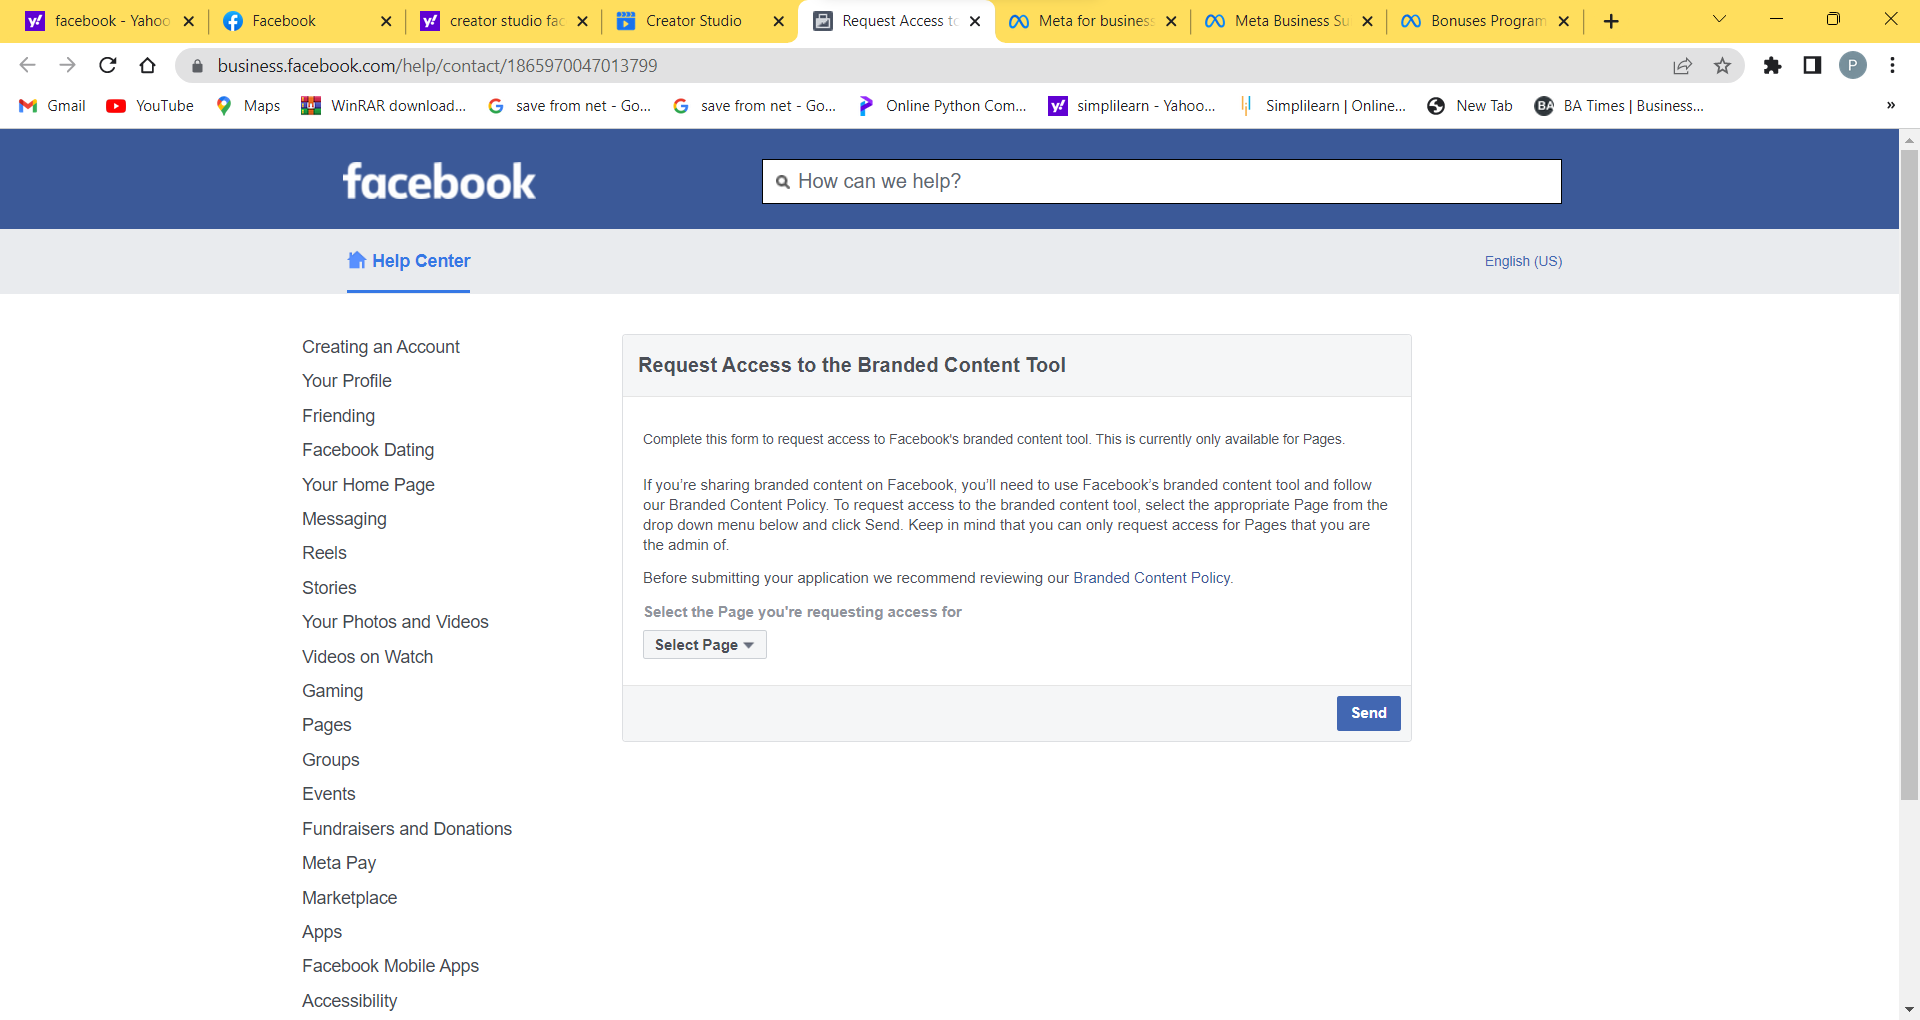 facebook - Yahoo
Facebook
creator studio fac
Creator Studio
Request Access to
Meta for business
Meta Business Su
Bonuses Program
business.facebook.com/help/contact/1865970047013799
P
Gmail
YouTube
Maps
WinRAR download...
save from net - Go...
save from net - Go...
Online Python Com...
simplilearn - Yahoo...
Simplilearn | Online...
New Tab
BA Times | Business...
»
facebook
How can we help?
Help Center
English (US)
Creating an Account
Your Profile
Friending
Facebook Dating
Your Home Page
Messaging
Reels
Stories
Your Photos and Videos
Videos on Watch
Gaming
Pages
Groups
Events
Fundraisers and Donations
Meta Pay
Marketplace
Apps
Facebook Mobile Apps
Accessibility
Request Access to the Branded Content Tool
Complete this form to request access to Facebook's branded content tool. This is currently only available for Pages.
If you’re sharing branded content on Facebook, you’ll need to use Facebook’s branded content tool and follow
our Branded Content Policy. To request access to the branded content tool, select the appropriate Page from the
drop down menu below and click Send. Keep in mind that you can only request access for Pages that you are
the admin of.
Before submitting your application we recommend reviewing our Branded Content Policy.
Select the Page you're requesting access for
Select Page
Send